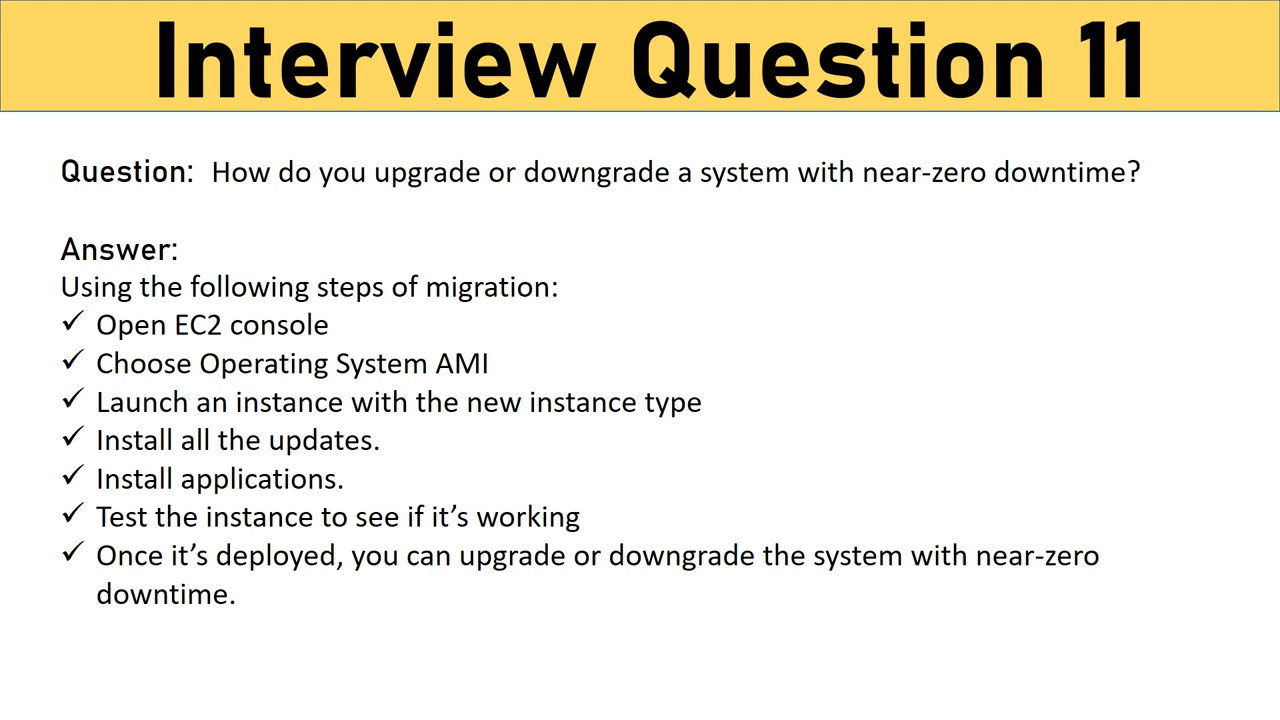 Interview Question 11
Question: How do you upgrade or downgrade a system with near-zero downtime?
Answer:
Using the following steps of migration:
✓ Open EC2 console
✓ Choose Operating System AMI
✓ Launch an instance with the new instance type
✓ Install all the updates.
✓ Install applications.
✓ Test the instance to see if it’s working
✓ Once it’s deployed, you can upgrade or downgrade the system with near-zero
downtime.